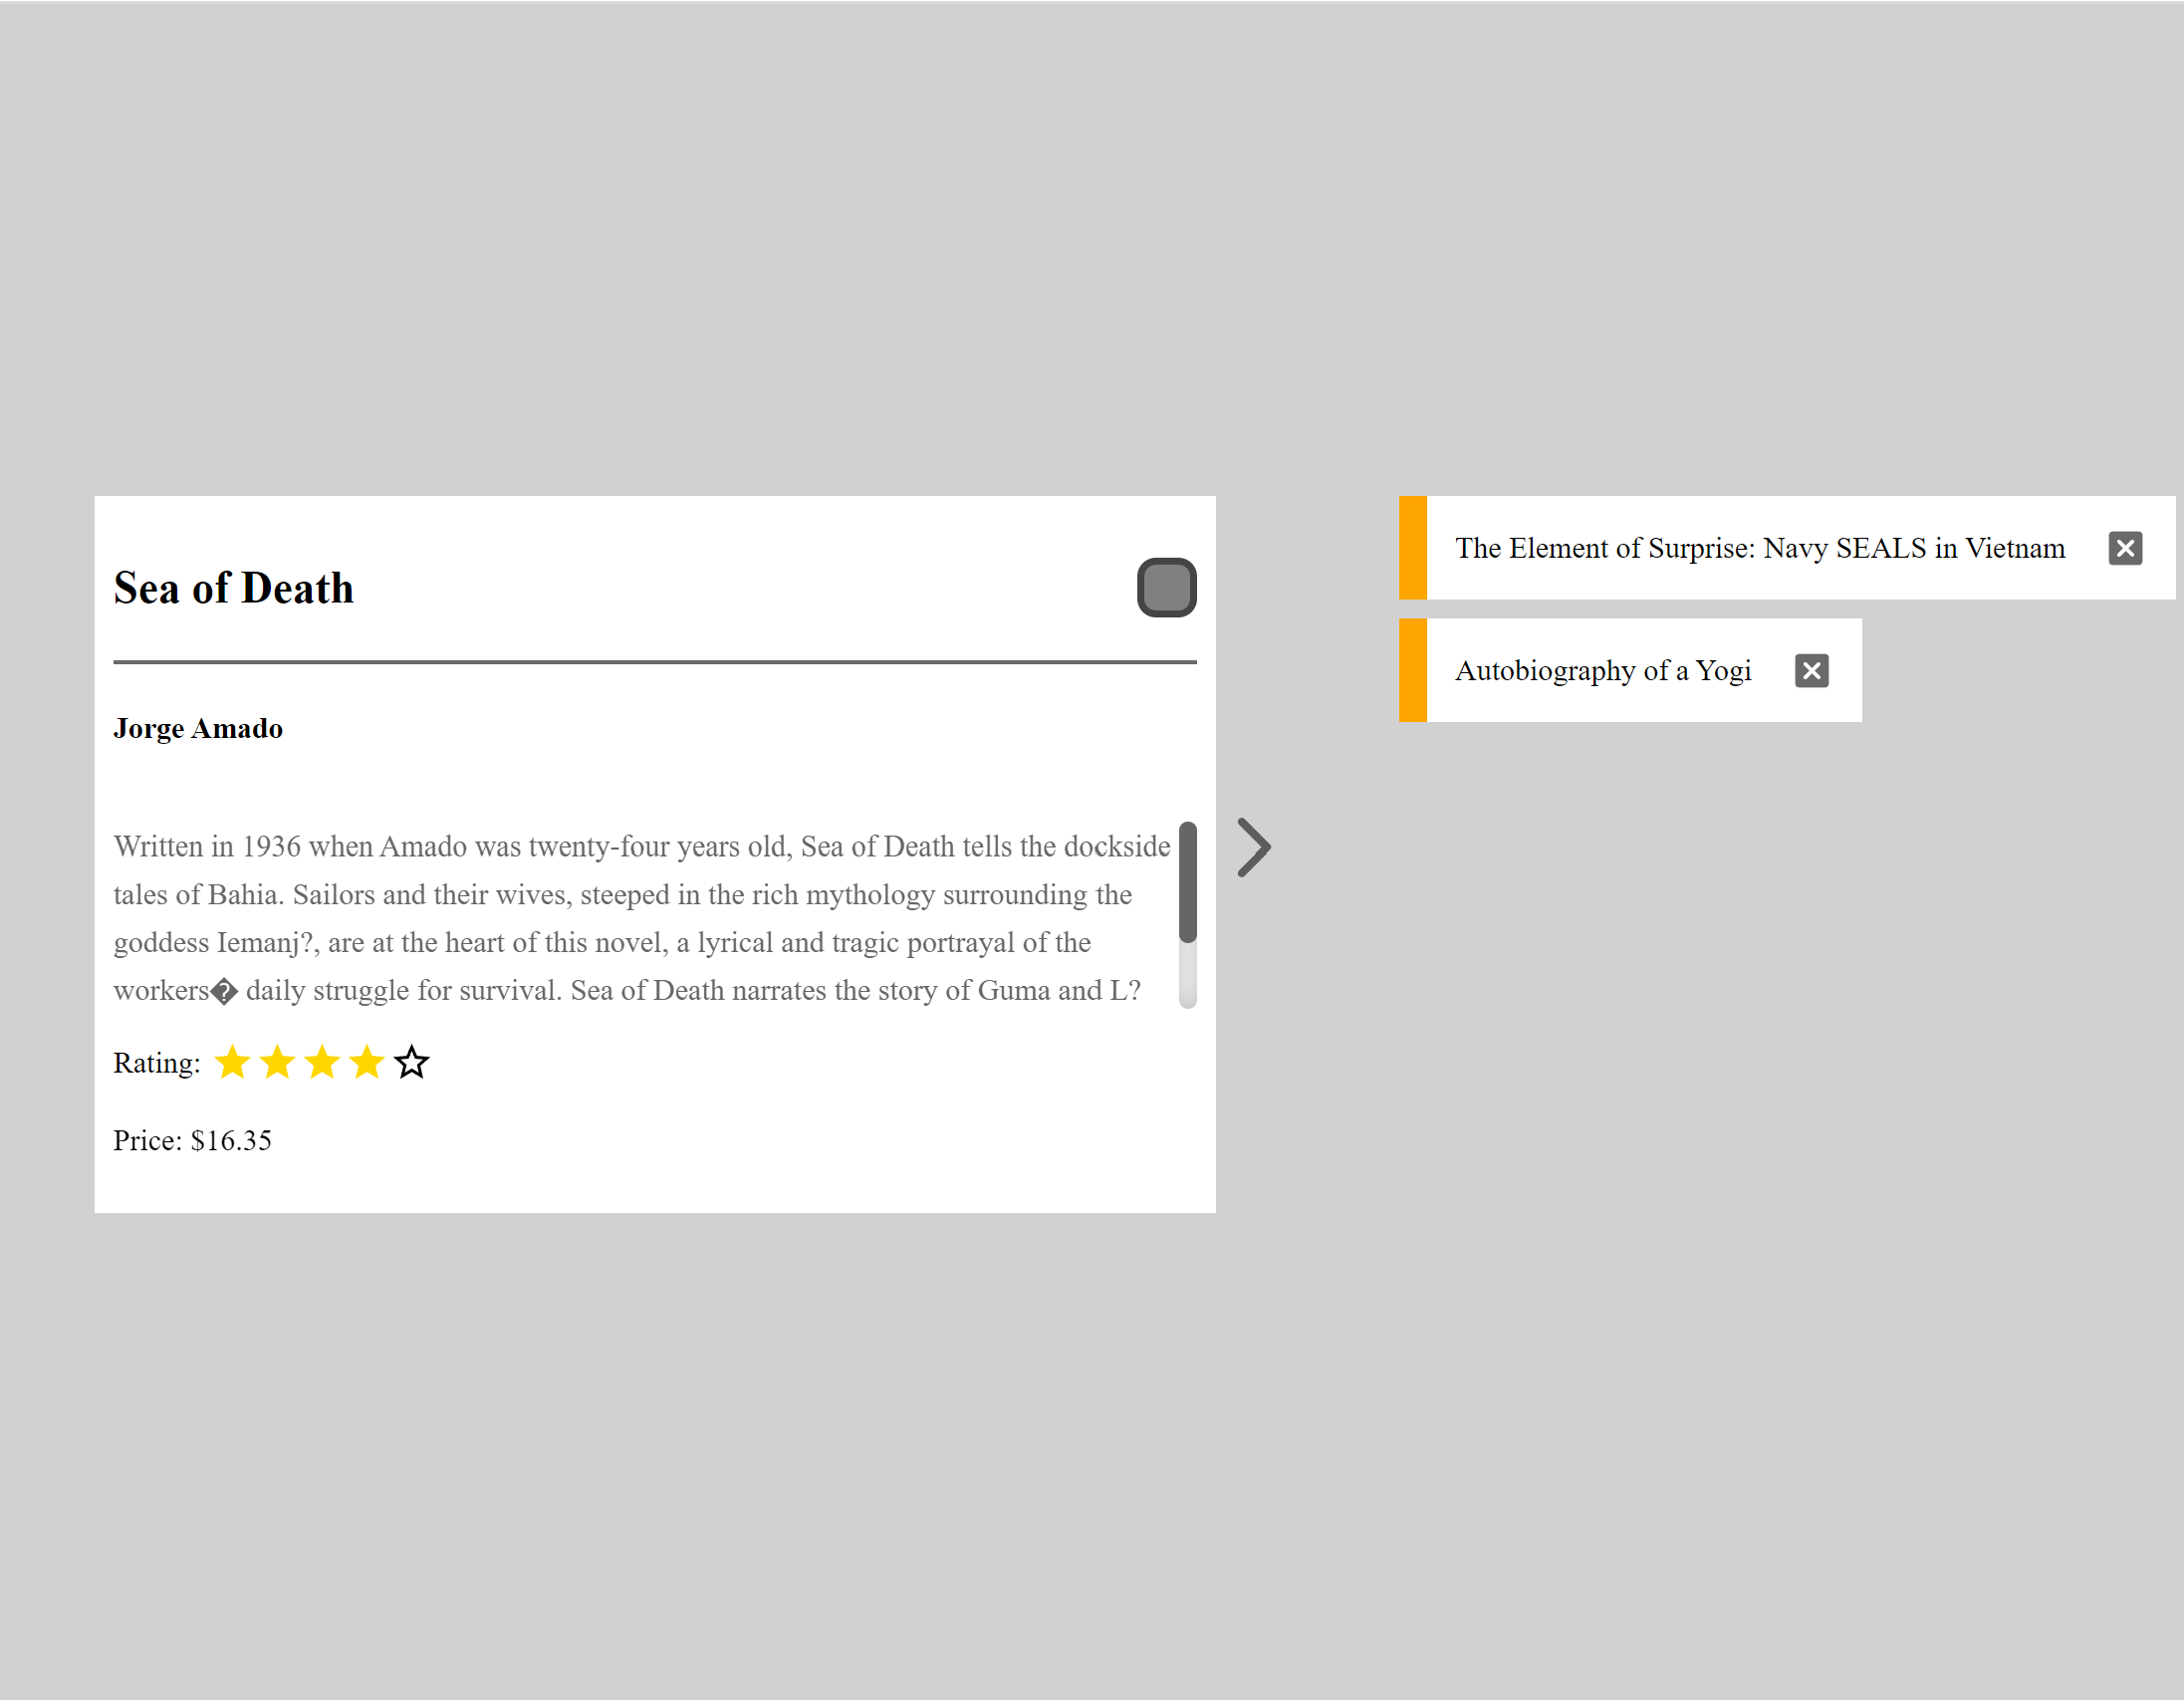 Sea of Death
Jorge Amado
Written in 1936 when Amado was twenty-four years old, Sea of Death tells the dockside
tales of Bahia. Sailors and their wives, steeped in the rich mythology surrounding the
goddess Iemanj?, are at the heart of this novel, a lyrical and tragic portrayal of the
workers� daily struggle for survival. Sea of Death narrates the story of Guma and L?
Rating:
Price: $16.35
The Element of Surprise: Navy SEALS in Vietnam
Autobiography of a Yogi